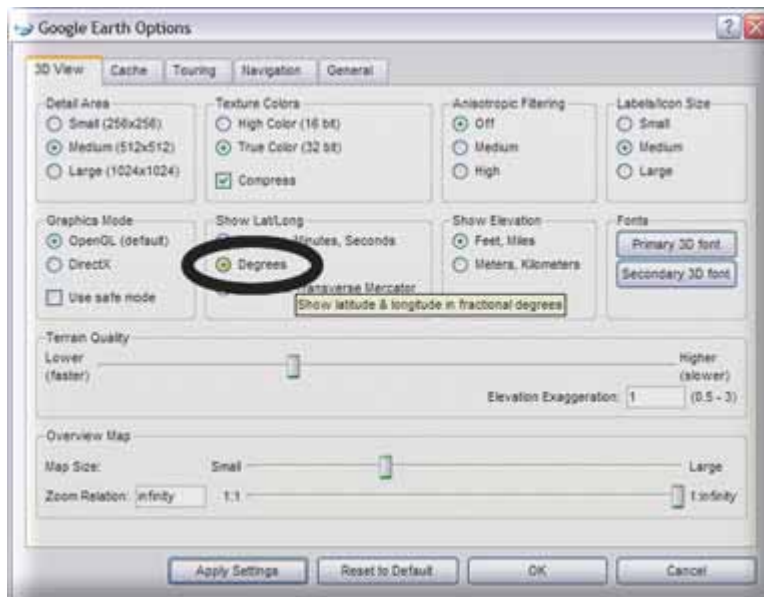 Google Earth Options
3D View Cache Touring Navigation General
Detail Area
Small (256x256)
Medium (512x512)
Large (1024x1024)
Texture Colors
High Color (16 bit)
True Color (32 bit)
Compress
Anisotropic Filtering
Off
Medium
High
Labels/Icon Size
Small
Medium
Large
Graphics Mode
OpenGL (default)
DirectX
Use safe mode
Show Lat/Long
Minutes, Seconds
Degrees
Transverse Mercator
Show latitude & longitude in fractional degrees
Show Elevation
Feet, Miles
Meters, Kilometers
Fonts
Primary 3D font
Secondary 3D font
Terrain Quality
Lower
(faster)
Higher
(slower)
Elevation Exaggeration: 1 (0.5 - 3)
Overview Map
Map Size: Small Large
Zoom Relation: infinity 1:1 1:infinity
Apply Settings Reset to Default OK Cancel